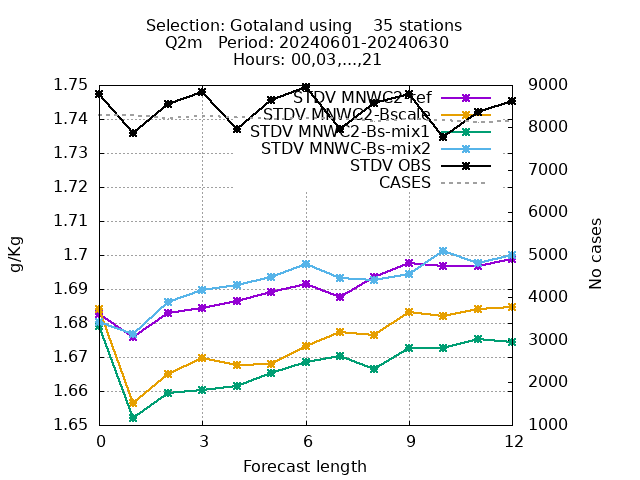 Selection: Gotaland using 35 stations
Q2m Period: 20240601-20240630
Hours: 00,03,...,21
STDV MNWC2-ref
STDV MNWC2-Bscale
STDV MNWC2-Bs-mix1
STDV MNWC-Bs-mix2
STDV OBS
CASES
1.75
1.74
1.73
1.72
1.71
1.7
1.69
1.68
1.67
1.66
1.65
g/Kg
9000
8000
7000
6000
5000
4000
3000
2000
1000
No cases
0 3 6 9 12
Forecast length